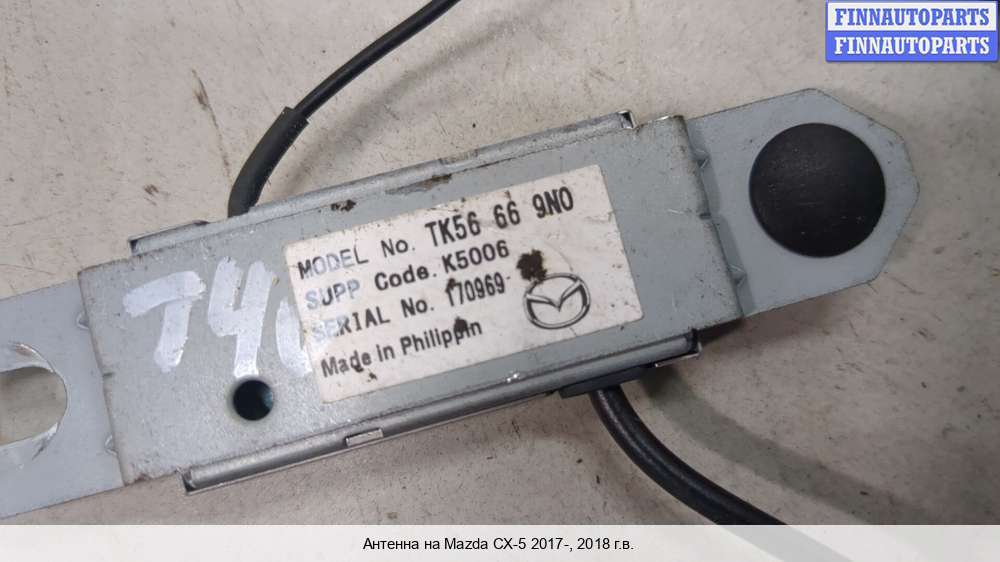 FINNAUTOPARTS
FINNAUTOPARTS
MODEL No. TK56 66 9N0
SUPP Code. K5006
SERIAL No. 170969-
Made in Philippin
T4
Антенна на Mazda CX-5 2017-, 2018 г.в.